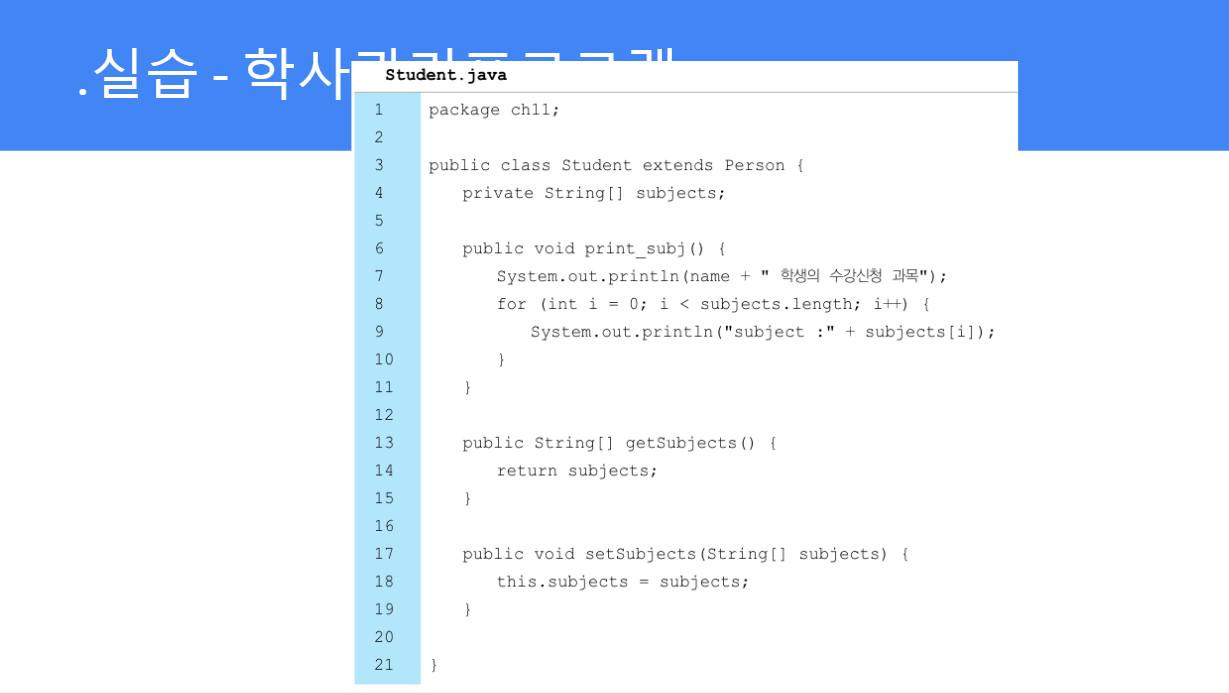 .실습 - 학사
Student.java
1 package ch11;
2
3 public class Student extends Person {
4 private String[] subjects;
5
6 public void print_subj() {
7 System.out.println(name + " 학생의 수강신청 과목");
8 for (int i = 0; i < subjects.length; i++) {
9 System.out.println("subject :" + subjects[i]);
10 }
11 }
12
13 public String[] getSubjects() {
14 return subjects;
15 }
16
17 public void setSubjects(String[] subjects) {
18 this.subjects = subjects;
19 }
20
21 }